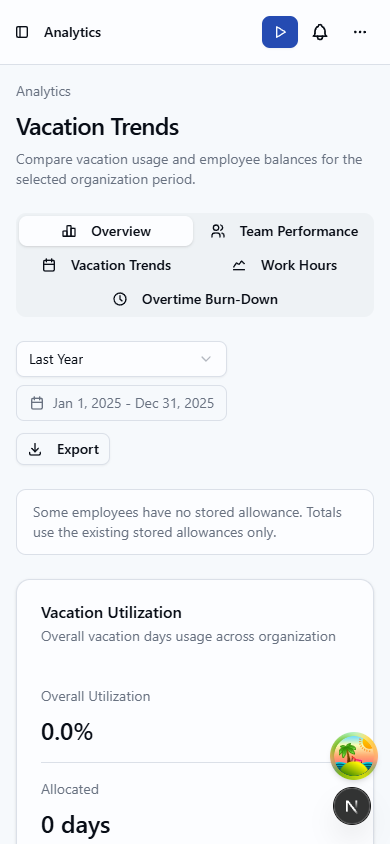 Analytics
Analytics
Vacation Trends
Compare vacation usage and employee balances for the
selected organization period.
Overview
Team Performance
Vacation Trends
Work Hours
Overtime Burn-Down
Last Year
Jan 1, 2025 - Dec 31, 2025
Export
Some employees have no stored allowance. Totals
use the existing stored allowances only.
Vacation Utilization
Overall vacation days usage across organization
Overall Utilization
0.0%
Allocated
0 days
N